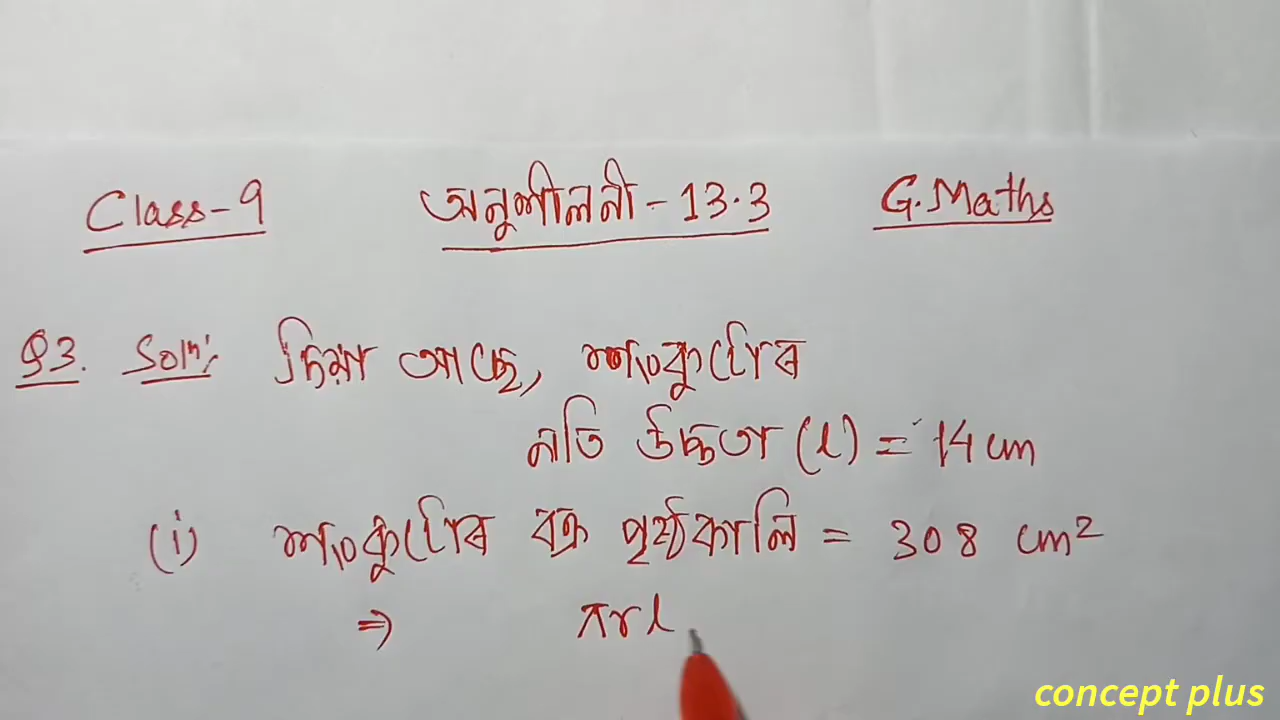 Class-9 অনুশীলনী-13.3 G.Maths
Q3. Solnː দিয়া আছে, শংকুটোৰ
নতি উচ্চতা (l) = 14 cm
(i) শংকুটোৰ বক্ৰ পৃষ্ঠকালি = 308 cm²
⇒ πrl
concept plus